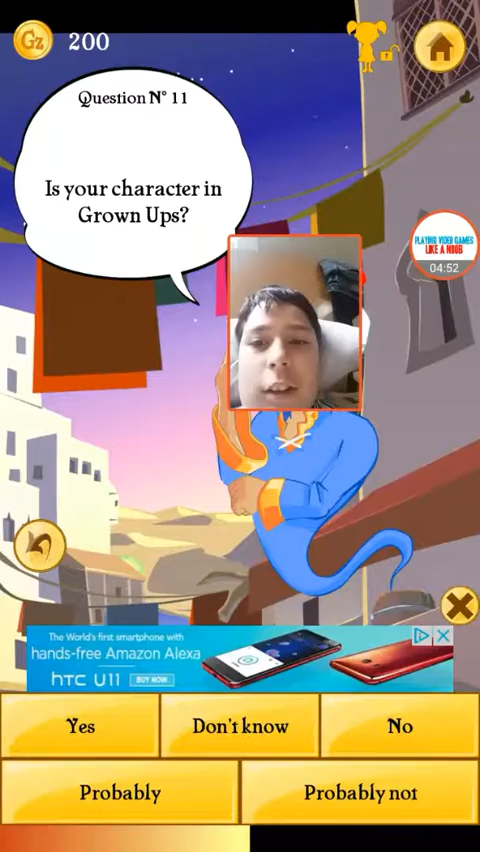 Gz
200
Question N° 11
Is your character in
Grown Ups?
PLAYING VIDEO GAMES
LIKE A NOOB
04:52
The World's first smartphone with
hands-free Amazon Alexa
hTC U11 BUY NOW
Yes
Don't know
No
Probably
Probably not